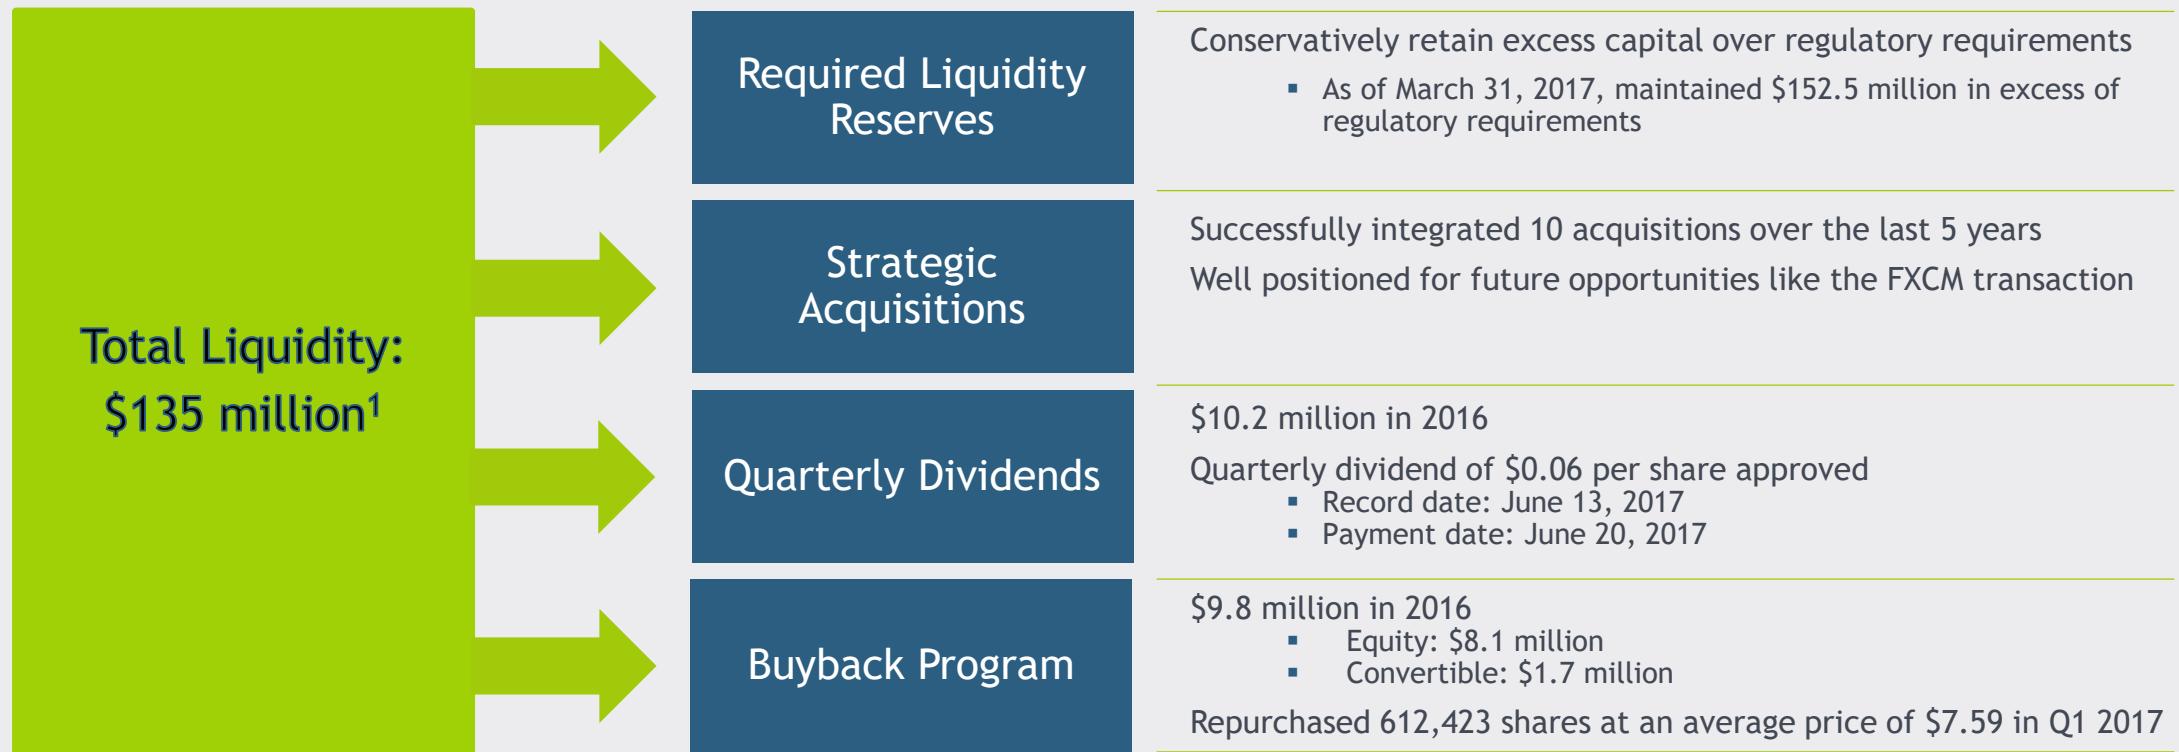 Total Liquidity:
$135 million¹
Required Liquidity
Reserves
Conservatively retain excess capital over regulatory requirements
▪ As of March 31, 2017, maintained $152.5 million in excess of
regulatory requirements
Strategic
Acquisitions
Successfully integrated 10 acquisitions over the last 5 years
Well positioned for future opportunities like the FXCM transaction
Quarterly Dividends
$10.2 million in 2016
Quarterly dividend of $0.06 per share approved
▪ Record date: June 13, 2017
▪ Payment date: June 20, 2017
Buyback Program
$9.8 million in 2016
▪ Equity: $8.1 million
▪ Convertible: $1.7 million
Repurchased 612,423 shares at an average price of $7.59 in Q1 2017